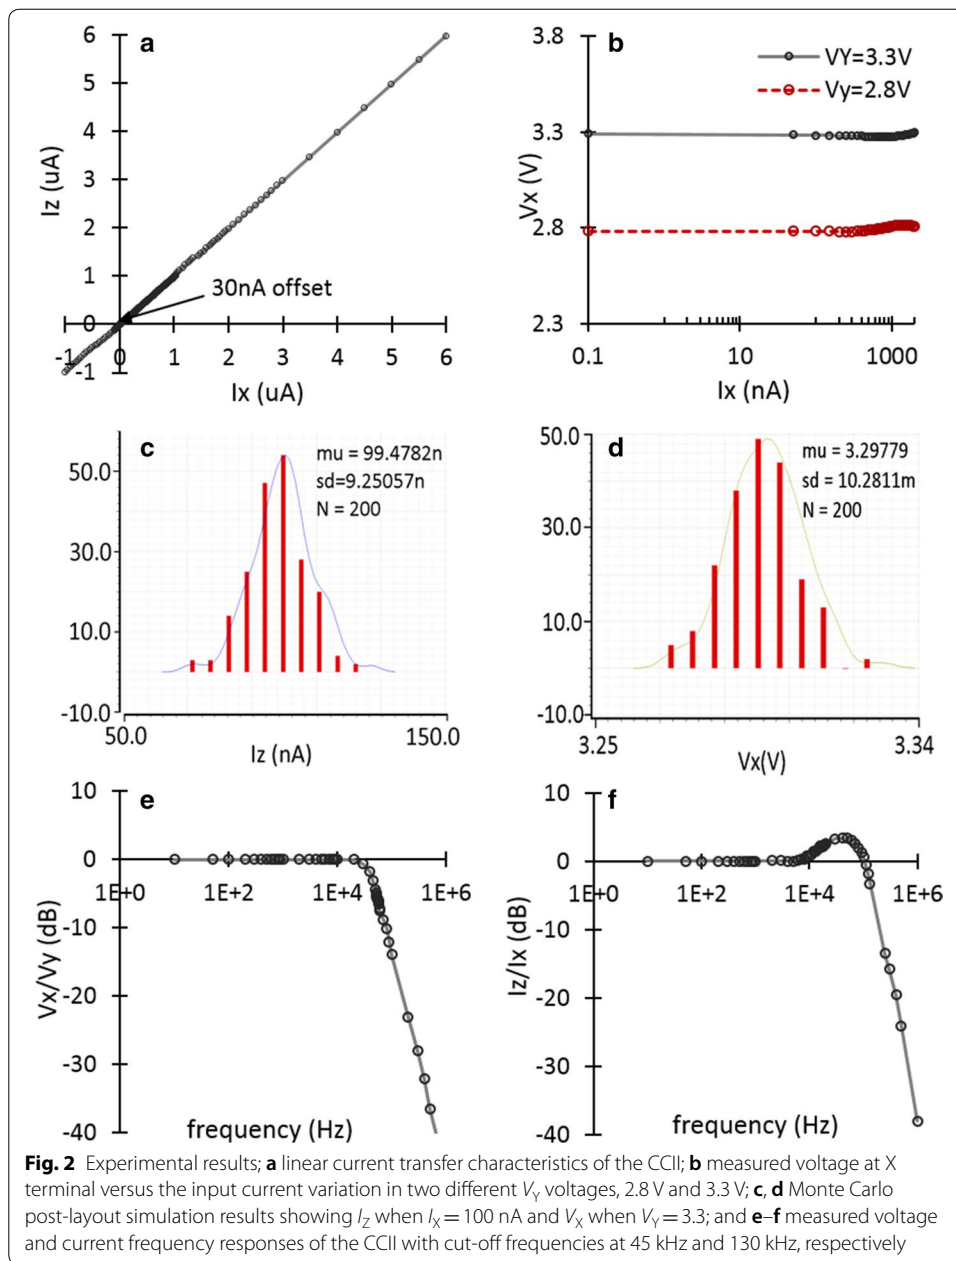 a
6
5
4
3
2
1
0
-1
Iz (uA)
30nA offset
-1 0 1 2 3 4 5 6
Ix (uA)
b
3.8
3.3
2.8
2.3
Vx (V)
VY=3.3V
Vy=2.8V
0.1 10 1000
Ix (nA)
c
mu = 99.4782n
sd=9.25057n
N = 200
50.0
30.0
10.0
-10.0
50.0 150.0
Iz (nA)
d
mu = 3.29779
sd = 10.2811m
N = 200
50.0
30.0
10.0
-10.0
3.25 3.34
Vx(V)
e
10
0
-10
-20
-30
-40
Vx/Vy (dB)
1E+0 1E+2 1E+4 1E+6
frequency (Hz)
f
10
0
-10
-20
-30
-40
Iz/Ix (dB)
1E+0 1E+2 1E+4 1E+6
frequency (Hz)
Fig. 2 Experimental results; a linear current transfer characteristics of the CCII; b measured voltage at X
terminal versus the input current variation in two different VY voltages, 2.8 V and 3.3 V; c, d Monte Carlo
post-layout simulation results showing IZ when IX = 100 nA and VX when VY = 3.3; and e–f measured voltage
and current frequency responses of the CCII with cut-off frequencies at 45 kHz and 130 kHz, respectively